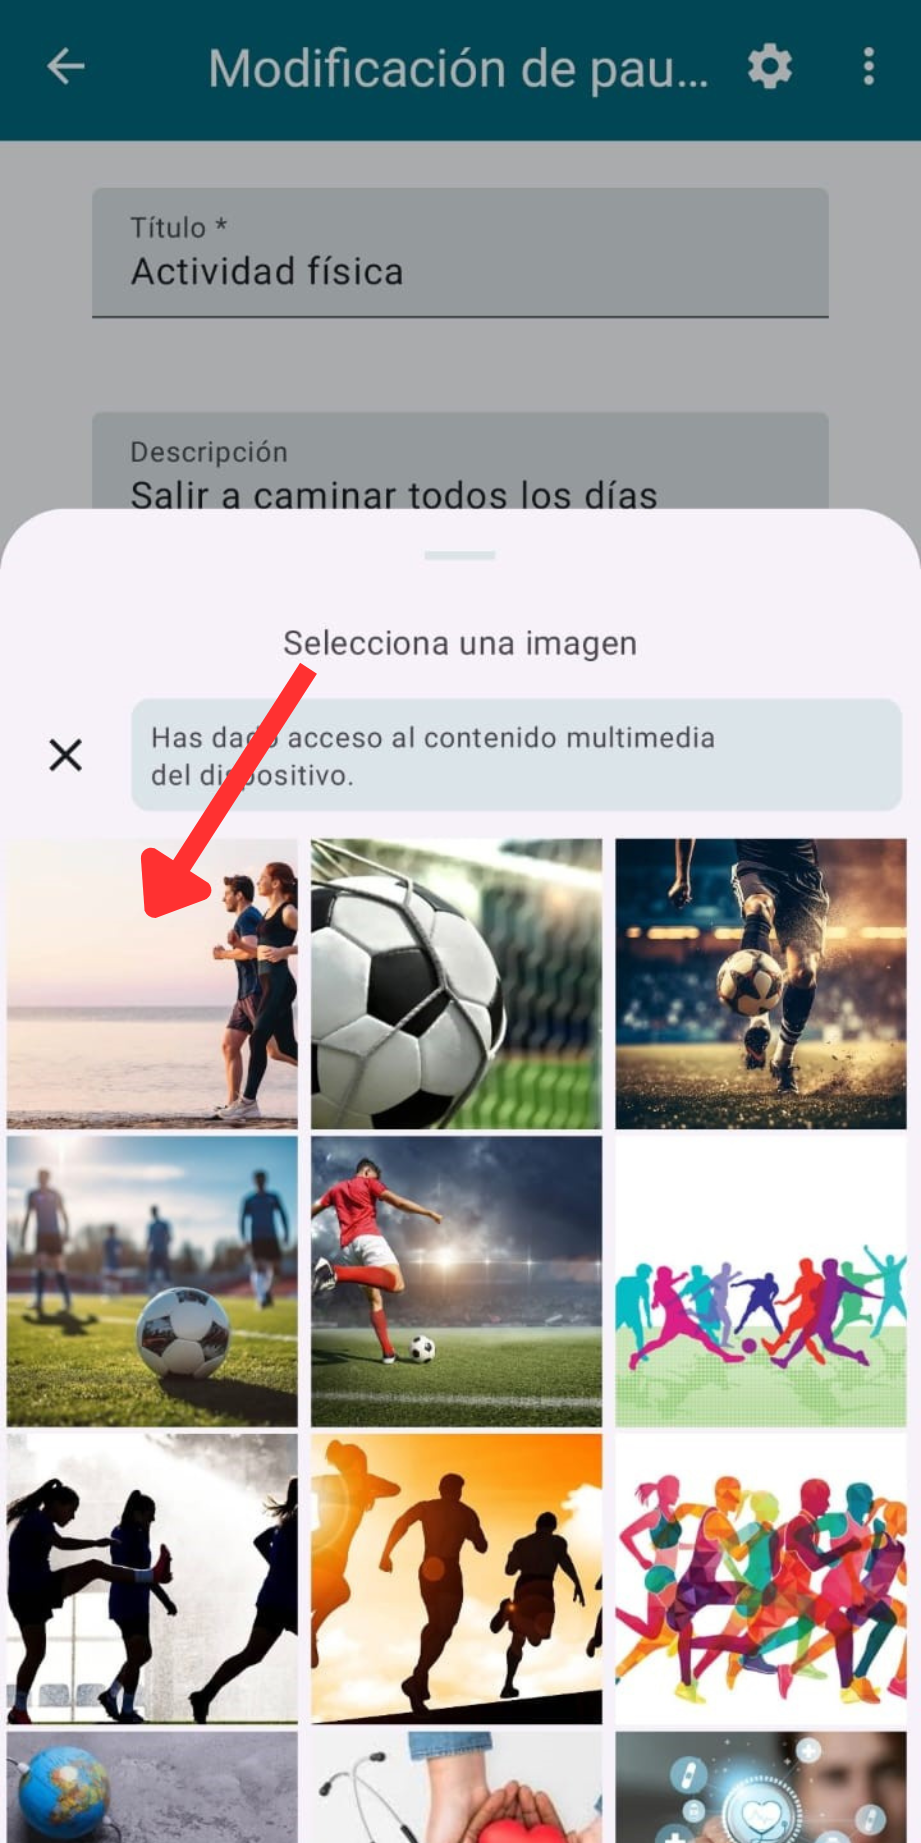 Modificación de pau...
Título *
Actividad física
Descripción
Salir a caminar todos los días
Selecciona una imagen
Has dado acceso al contenido multimedia
del dispositivo.